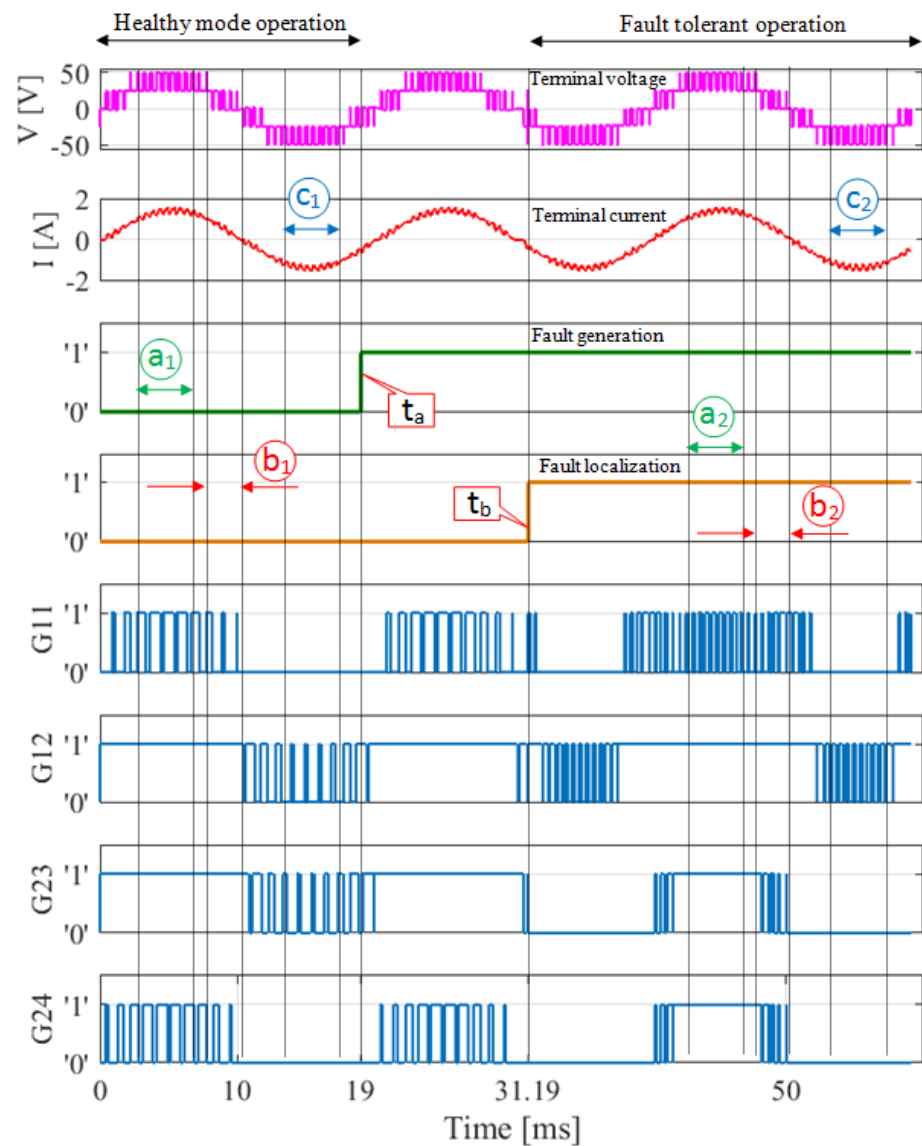 Healthy mode operation
Fault tolerant operation
V [V]
50
0
-50
Terminal voltage
I [A]
2
0
-2
c1
Terminal current
c2
'1'
'0'
a1
Fault generation
ta
a2
'1'
'0'
b1
Fault localization
tb
b2
G11
'1'
'0'
G12
'1'
'0'
G23
'1'
'0'
G24
'1'
'0'
0 10 19 31.19 50
Time [ms]